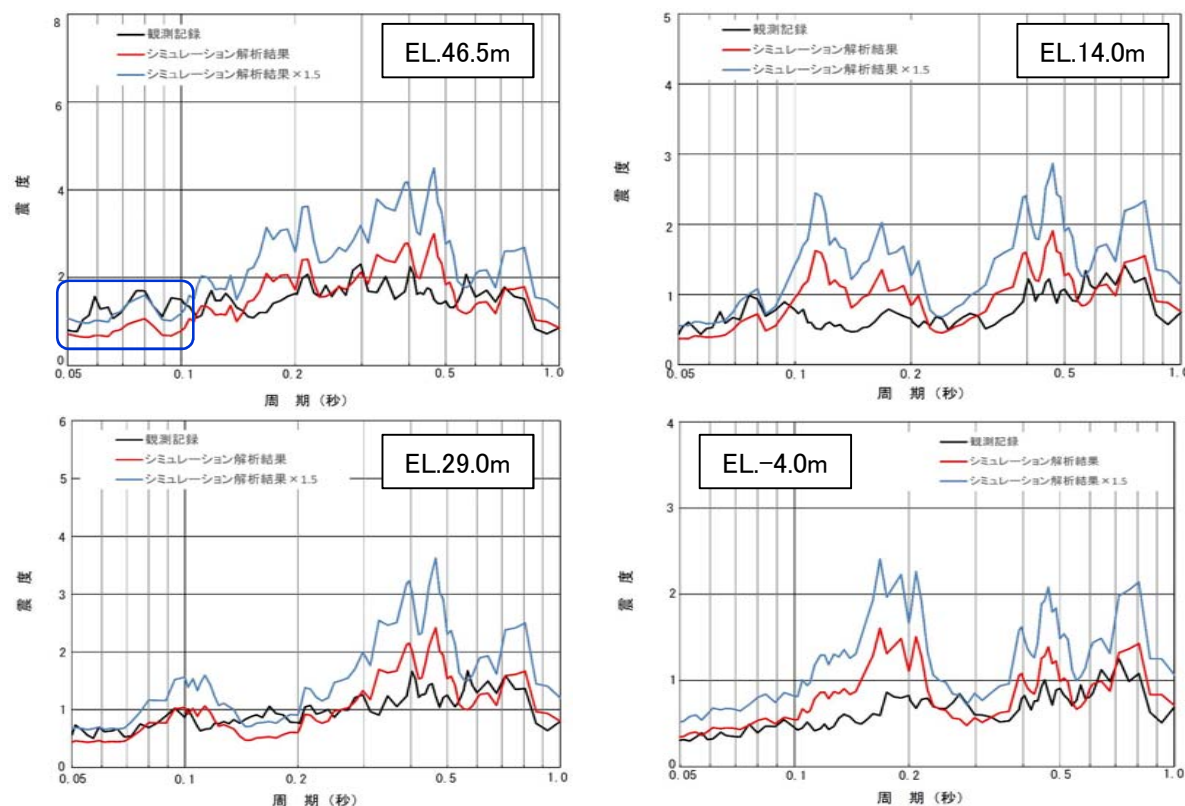 8
6
4
2
0
震 度
観測記録
シミュレーション解析結果
シミュレーション解析結果×1.5
EL.46.5m
0.05
0.1
0.2
0.5
1.0
周 期(秒)
5
4
3
2
1
0
震 度
観測記録
シミュレーション解析結果
シミュレーション解析結果×1.5
EL.14.0m
0.05
0.1
0.2
0.5
1.0
周 期(秒)
6
5
4
3
2
1
0
震 度
観測記録
シミュレーション解析結果
シミュレーション解析結果×1.5
EL.29.0m
0.05
0.1
0.2
0.5
1.0
周 期(秒)
4
3
2
1
0
震 度
EL.-4.0m
観測記録
シミュレーション解析結果
シミュレーション解析結果×1.5
0.05
0.1
0.2
0.5
1.0
周 期(秒)